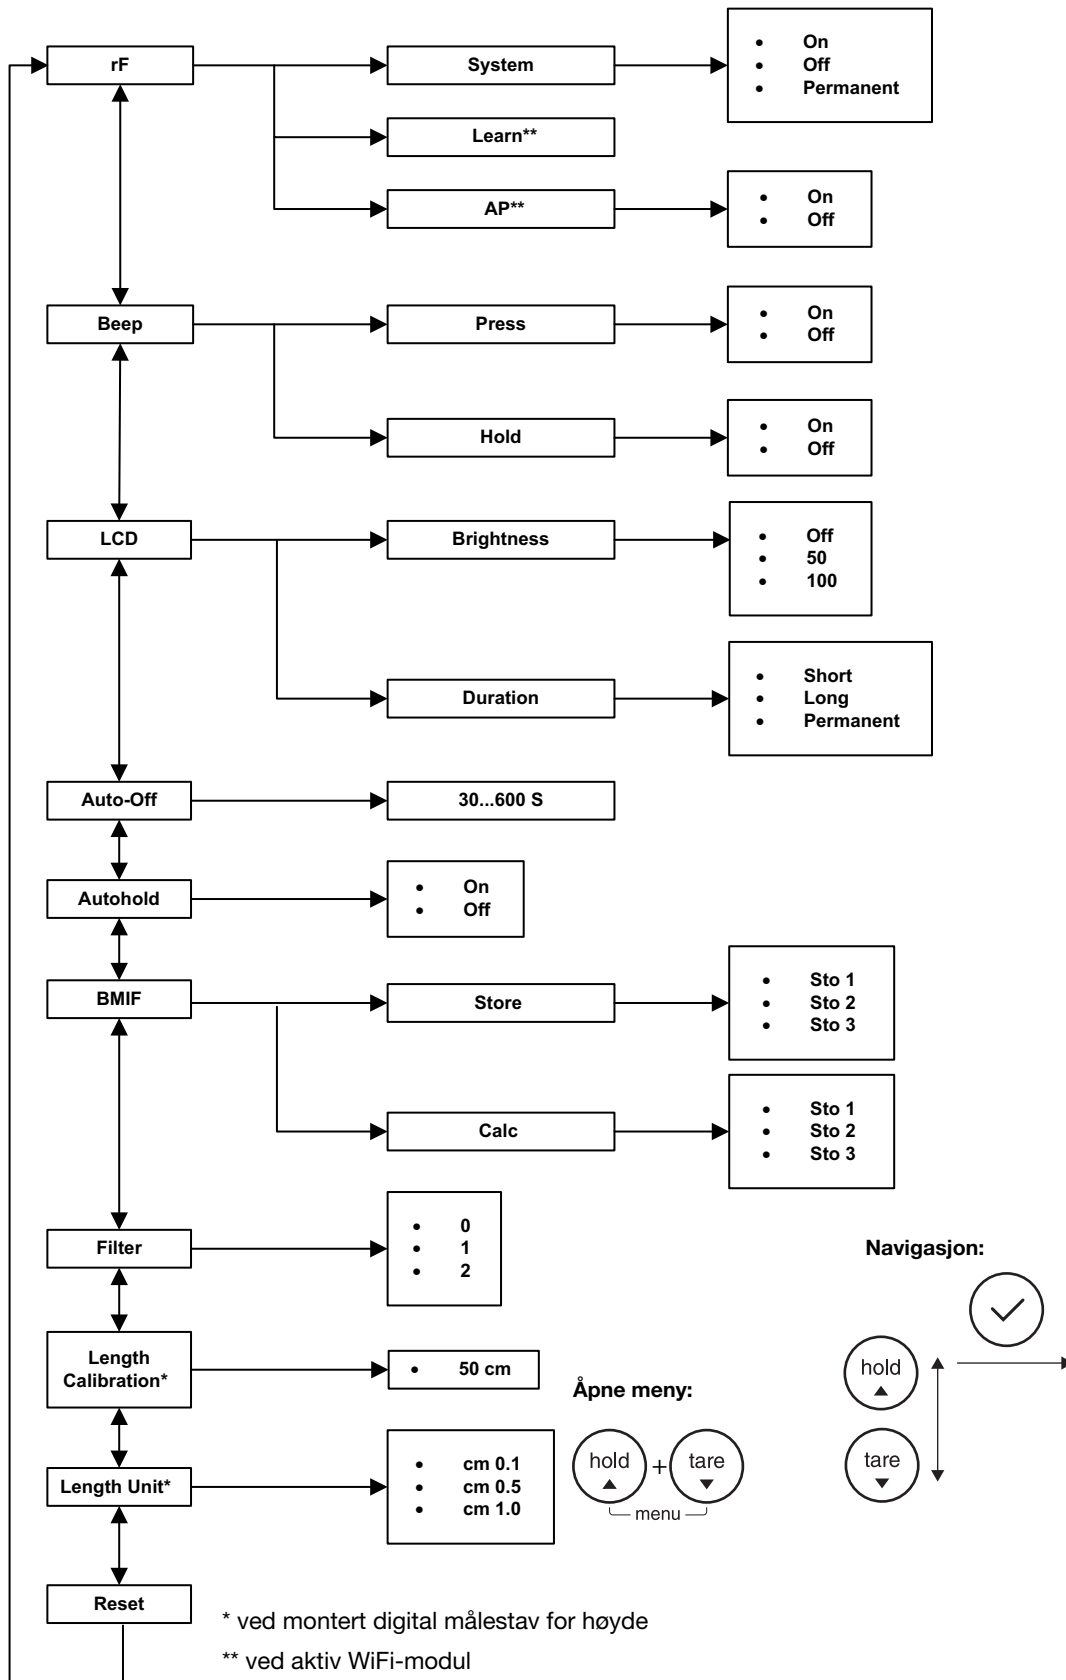 rF
System
• On
• Off
• Permanent
Learn**
AP**
• On
• Off
Beep
Press
• On
• Off
Hold
• On
• Off
LCD
Brightness
• Off
• 50
• 100
Duration
• Short
• Long
• Permanent
Auto-Off
30...600 S
Autohold
• On
• Off
BMIF
Store
• Sto 1
• Sto 2
• Sto 3
Calc
• Sto 1
• Sto 2
• Sto 3
Filter
• 0
• 1
• 2
Length
Calibration*
• 50 cm
Length Unit*
• cm 0.1
• cm 0.5
• cm 1.0
Reset
Åpne meny:
hold + tare
menu
Navigasjon:
hold
tare
* ved montert digital målestav for høyde
** ved aktiv WiFi-modul